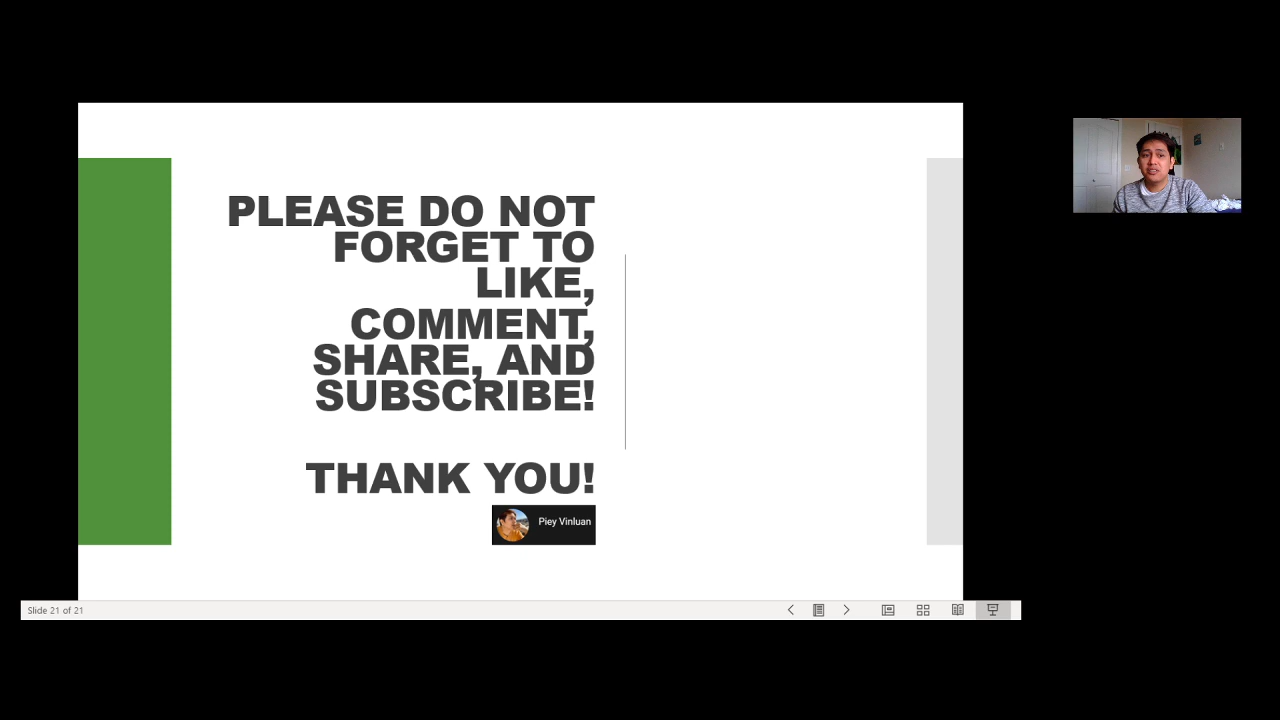 PLEASE DO NOT
FORGET TO
LIKE,
COMMENT,
SHARE, AND
SUBSCRIBE!
THANK YOU!
Piey Vinluan
Slide 21 of 21